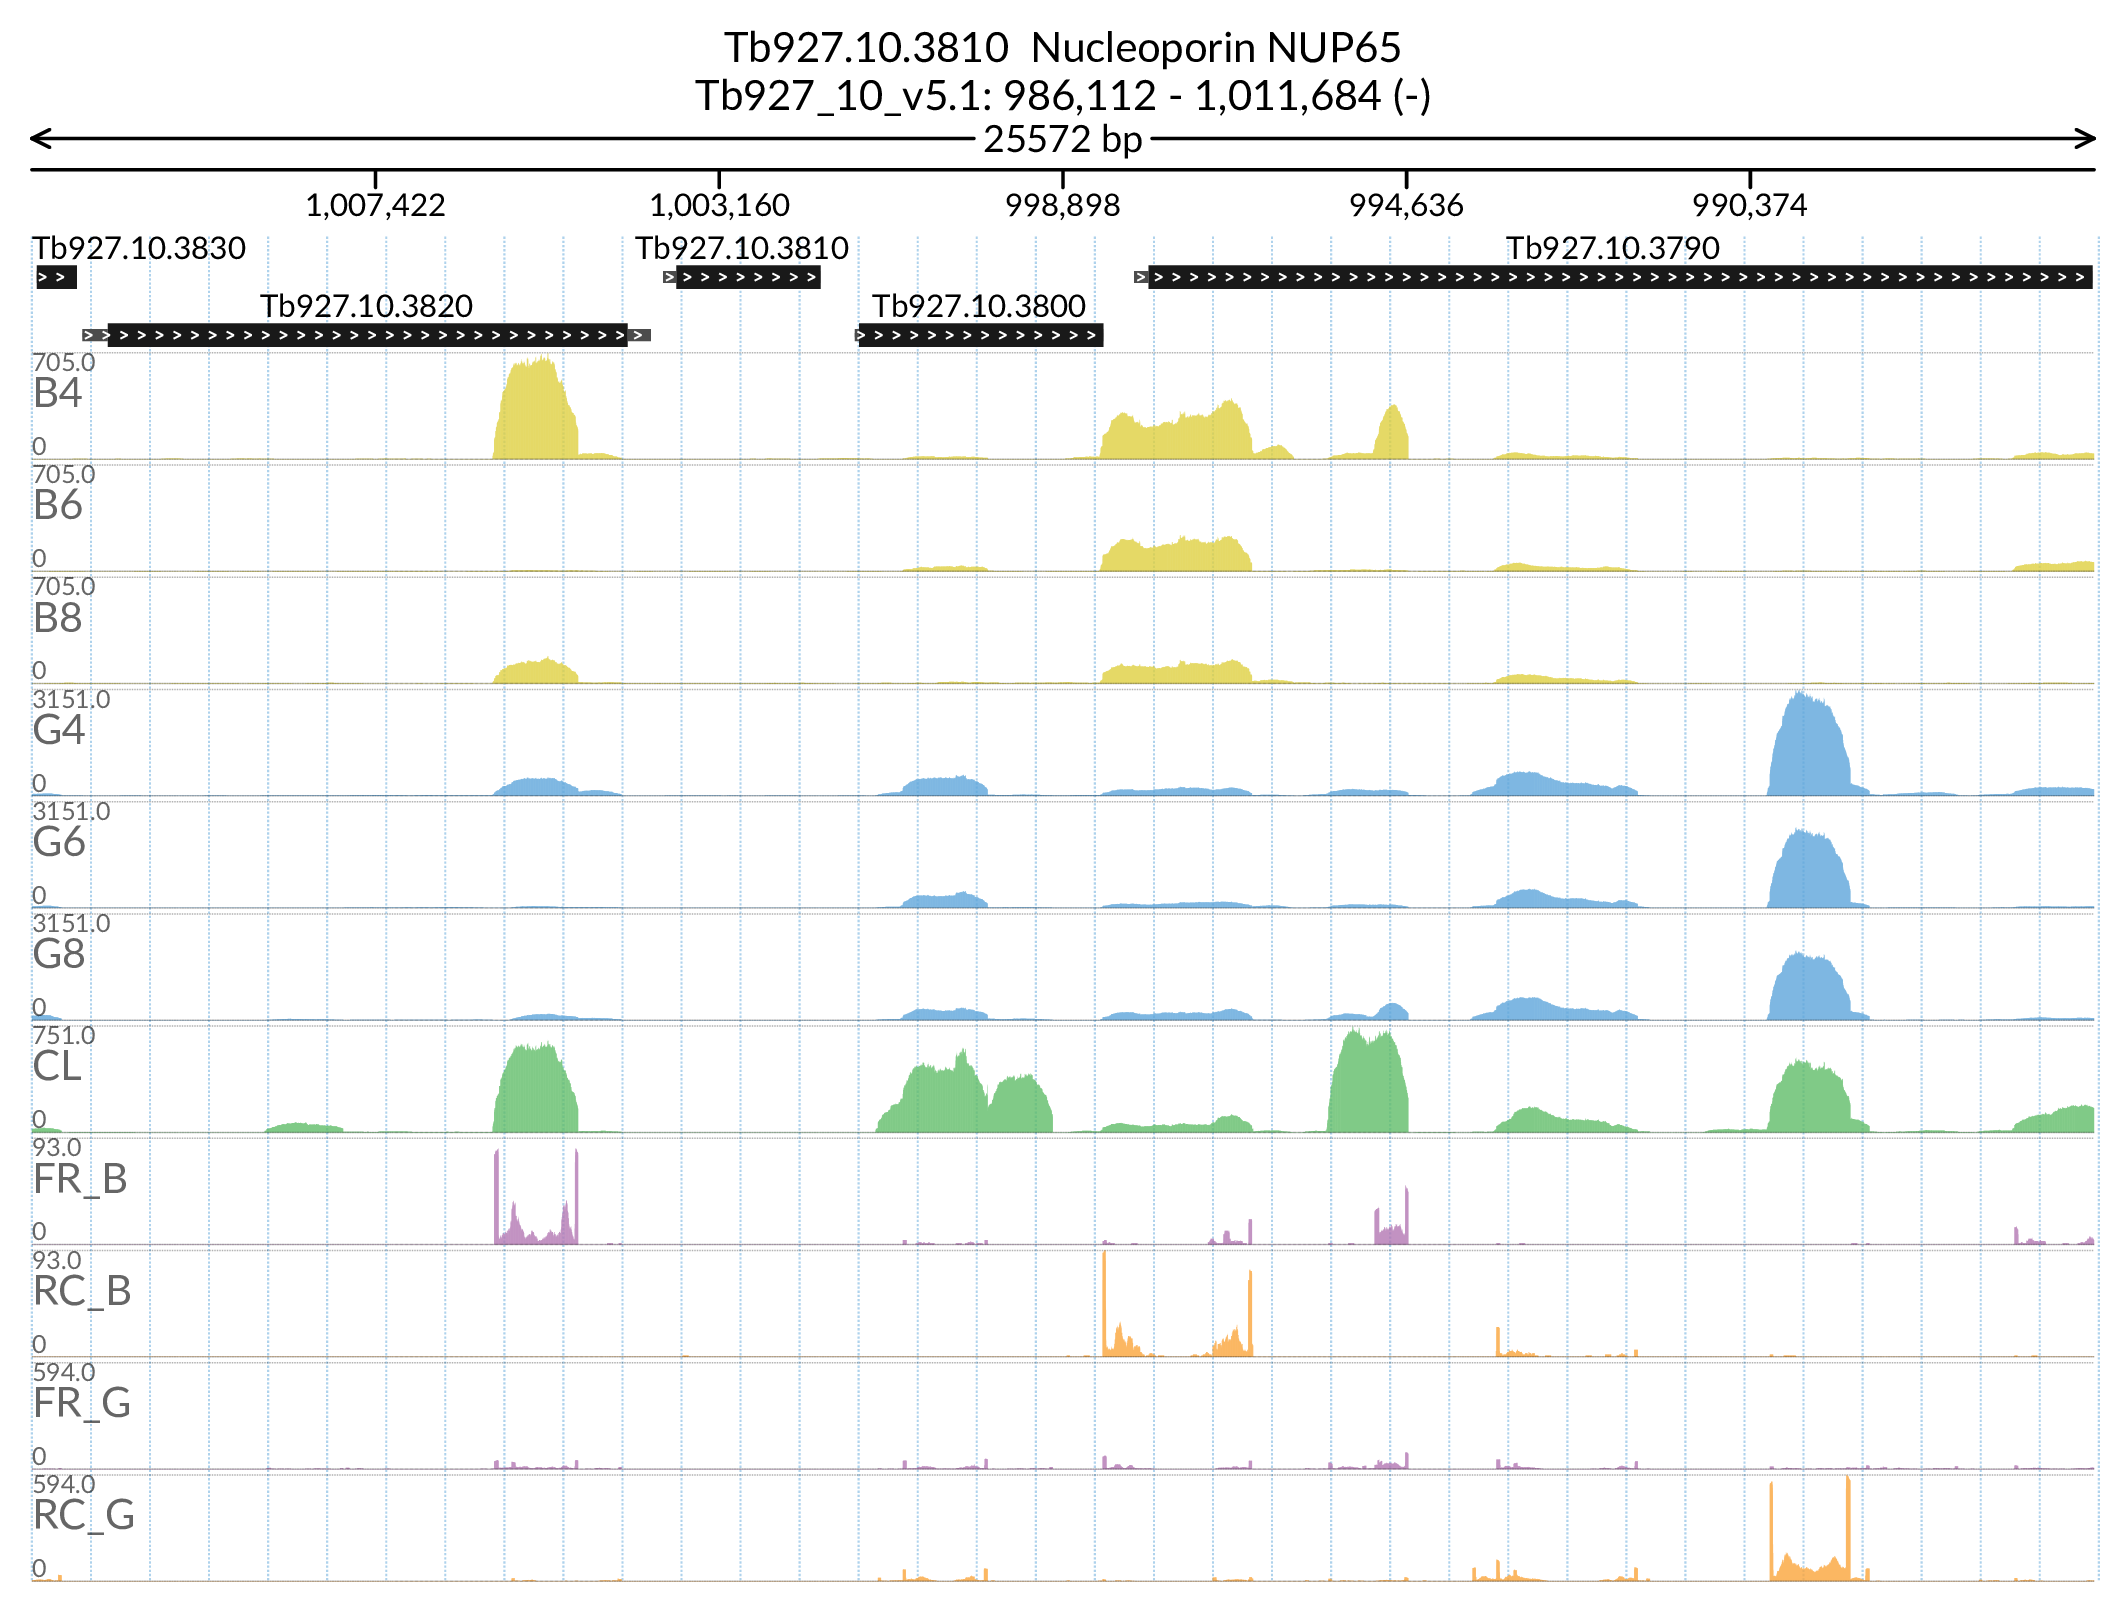 Tb927.10.3810 Nucleoporin NUP65
Tb927_10_v5.1: 986,112 - 1,011,684 (-)
25572 bp
1,007,422 1,003,160 998,898 994,636 990,374
Tb927.10.3830 Tb927.10.3810 Tb927.10.3790
Tb927.10.3820 Tb927.10.3800
705.0
B4
0
705.0
B6
0
705.0
B8
0
3151.0
G4
0
3151.0
G6
0
3151.0
G8
0
751.0
CL
0
93.0
FR_B
0
93.0
RC_B
0
594.0
FR_G
0
594.0
RC_G
0